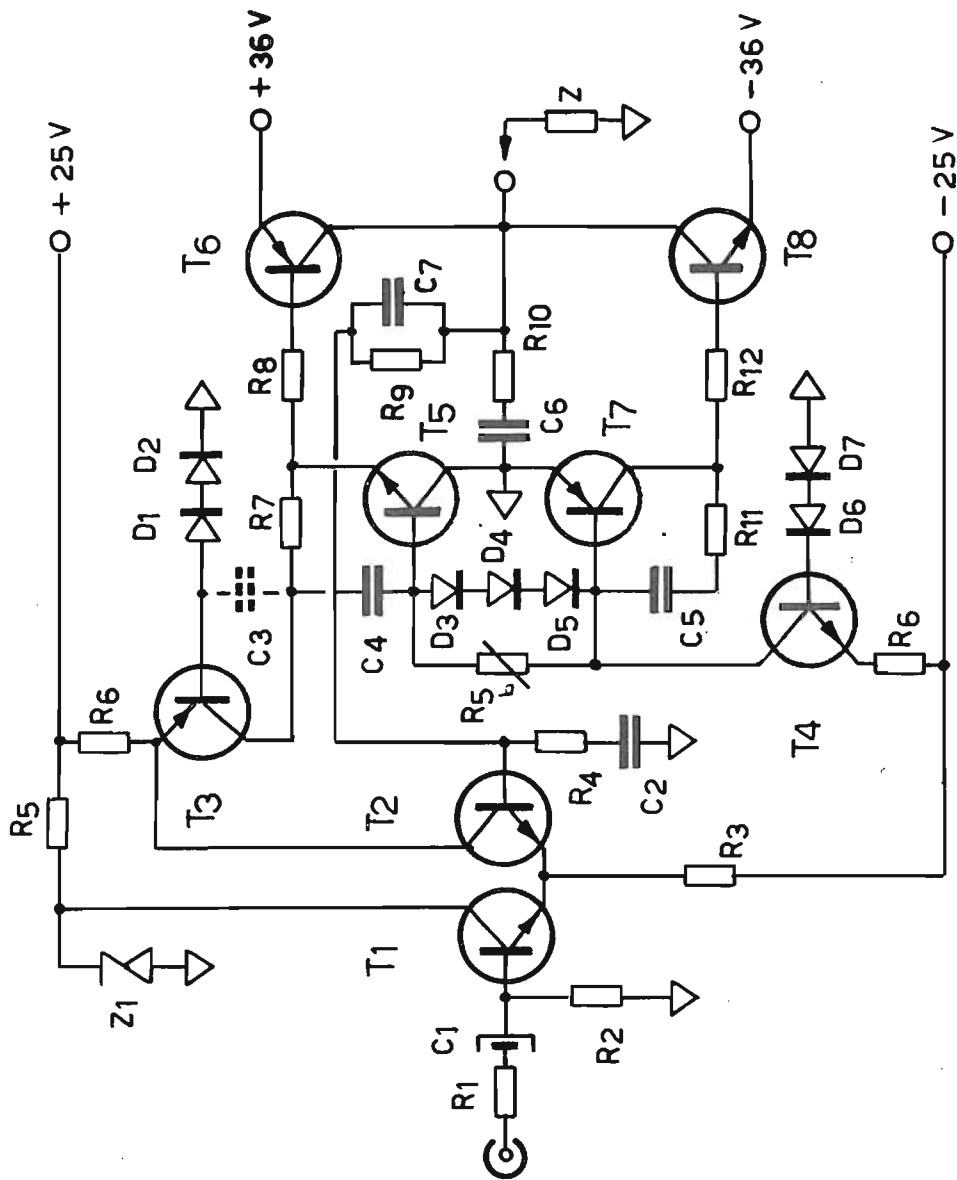 + 25 V
+ 36 V
Z
− 36 V
− 25 V
T6
T8
C7
R10
R8
R9
R12
T5
C6
T7
D2
D1
R7
D7
D6
R11
D4
D3
D5
C3
C4
C5
R6
R5
R6
T3
T4
T2
R4
C2
R5
R3
T1
Z1
C1
R2
R1